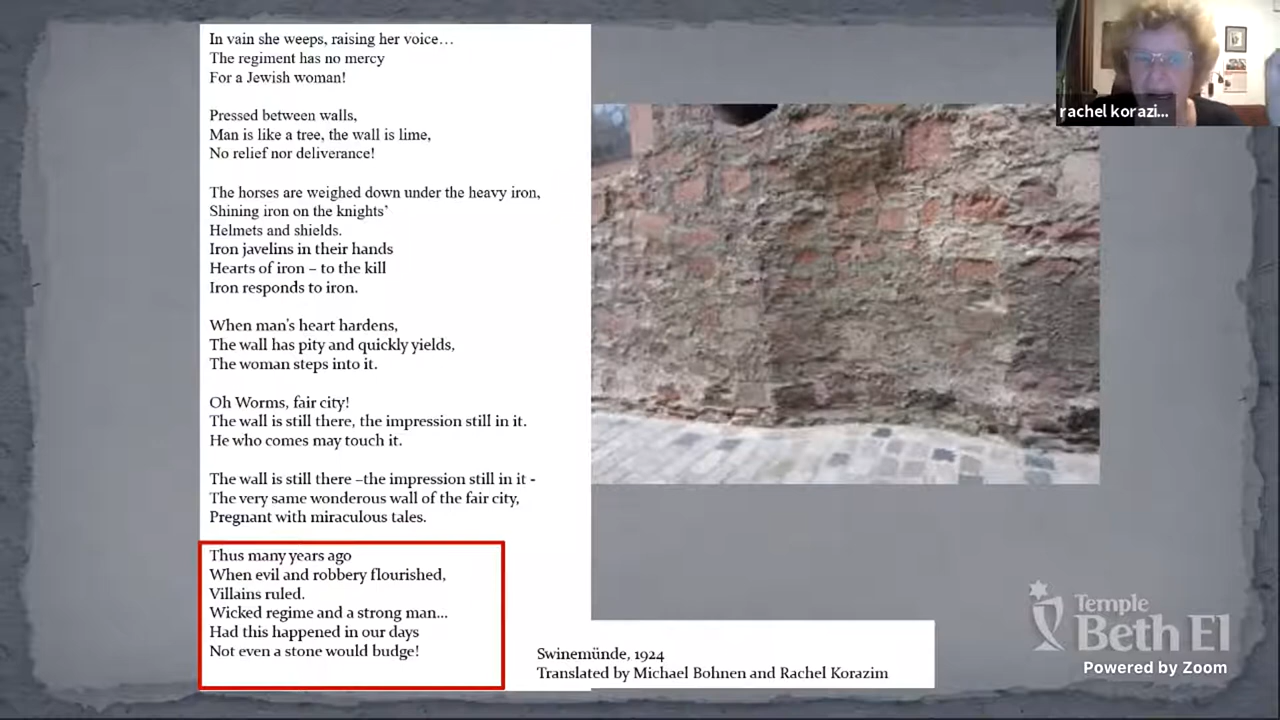 In vain she weeps, raising her voice…
The regiment has no mercy
For a Jewish woman!
Pressed between walls,
Man is like a tree, the wall is lime,
No relief nor deliverance!
The horses are weighed down under the heavy iron,
Shining iron on the knights’
Helmets and shields.
Iron javelins in their hands
Hearts of iron – to the kill
Iron responds to iron.
When man’s heart hardens,
The wall has pity and quickly yields,
The woman steps into it.
Oh Worms, fair city!
The wall is still there, the impression still in it.
He who comes may touch it.
The wall is still there –the impression still in it -
The very same wonderous wall of the fair city,
Pregnant with miraculous tales.
Thus many years ago
When evil and robbery flourished,
Villains ruled.
Wicked regime and a strong man…
Had this happened in our days
Not even a stone would budge!
Swinemünde, 1924
Translated by Michael Bohnen and Rachel Korazim
rachel korazi...
Temple
Beth El
Powered by Zoom